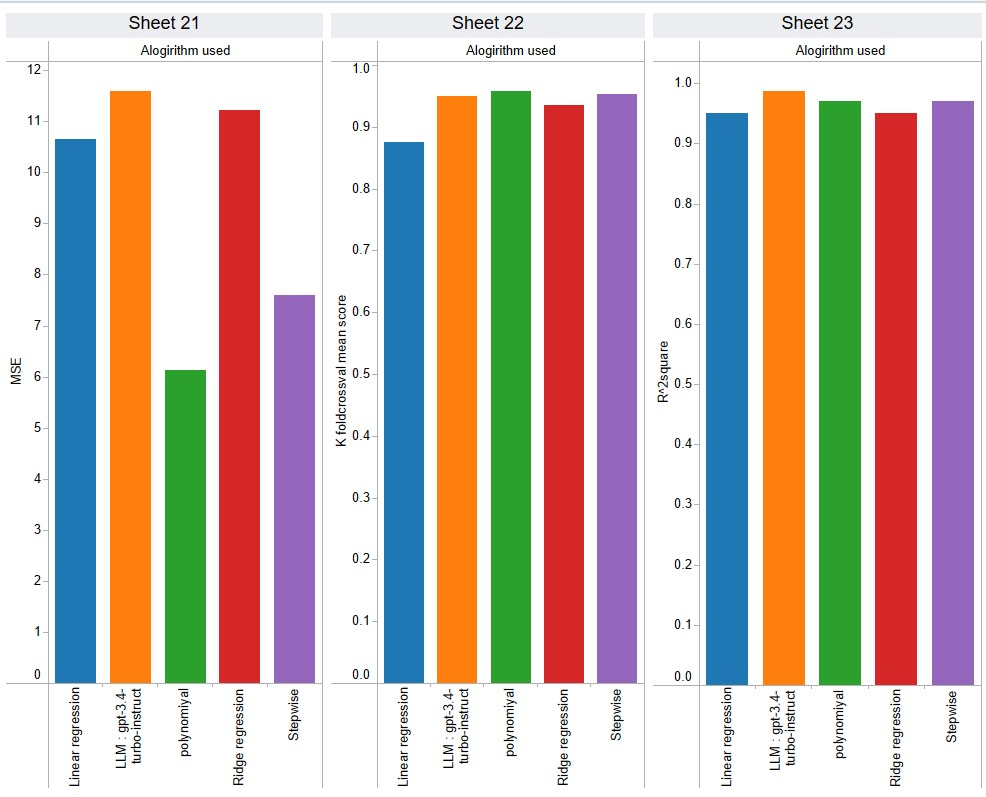 Sheet 21
Alogirithm used
12
11
10
9
8
7
6
5
4
3
2
1
0
MSE
Linear regression
LLM : gpt-3.4-
turbo-instruct
polynomiyal
Ridge regression
Stepwise
Sheet 22
Alogirithm used
1.0
0.9
0.8
0.7
0.6
0.5
0.4
0.3
0.2
0.1
0.0
K foldcrossval mean score
Linear regression
LLM : gpt-3.4-
turbo-instruct
polynomiyal
Ridge regression
Stepwise
Sheet 23
Alogirithm used
1.0
0.9
0.8
0.7
0.6
0.5
0.4
0.3
0.2
0.1
0.0
R^2square
Linear regression
LLM : gpt-3.4-
turbo-instruct
polynomiyal
Ridge regression
Stepwise